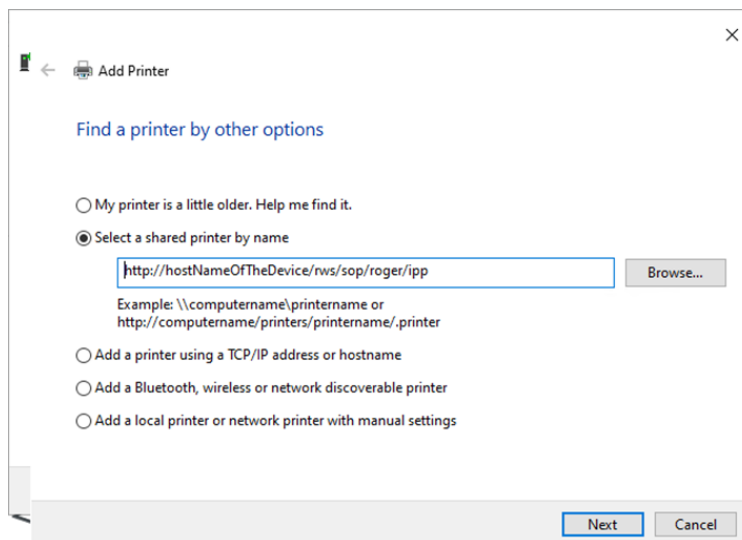 Add Printer
Find a printer by other options
My printer is a little older. Help me find it.
Select a shared printer by name
http://hostNameOfTheDevice/rws/sop/roger/ipp
Browse...
Example: \\computername\printername or
http://computername/printers/printername/.printer
Add a printer using a TCP/IP address or hostname
Add a Bluetooth, wireless or network discoverable printer
Add a local printer or network printer with manual settings
Next
Cancel